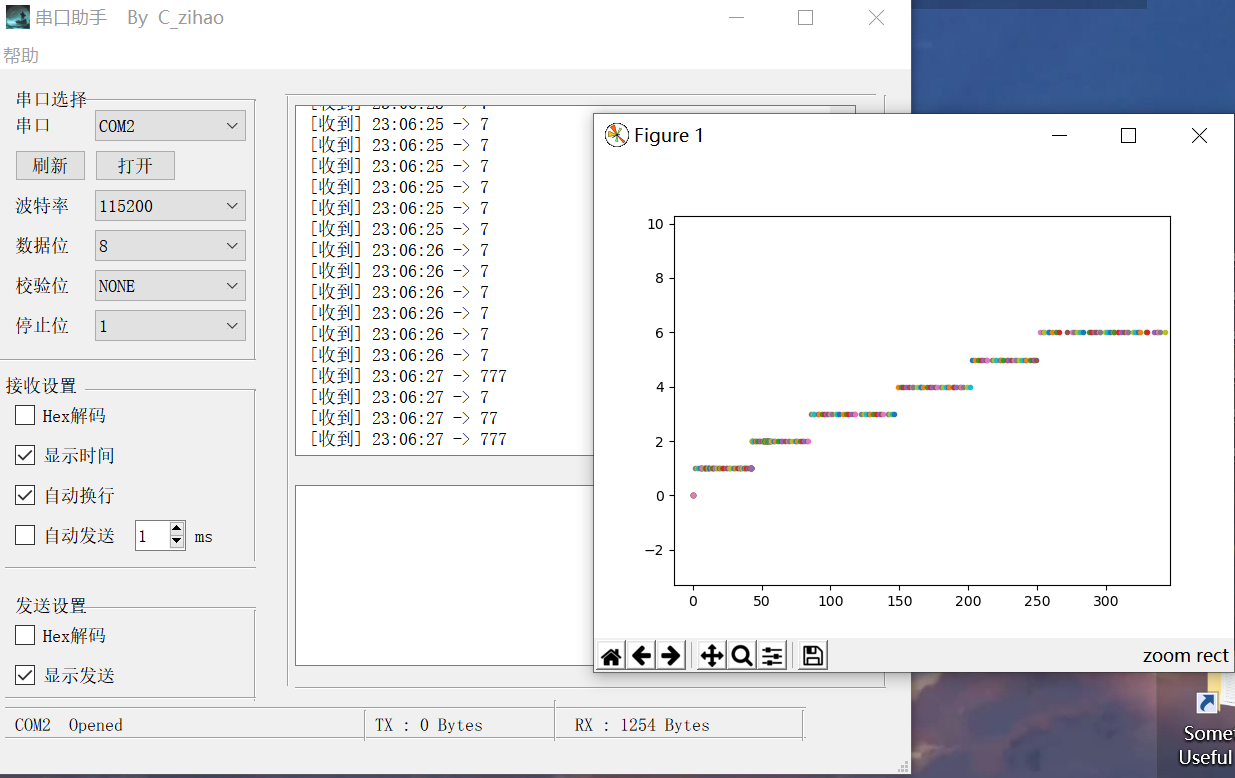 串口助手 By C_zihao
帮助
串口选择
串口 COM2
刷新 打开
波特率 115200
数据位 8
校验位 NONE
停止位 1
接收设置
Hex解码
显示时间
自动换行
自动发送 1 ms
发送设置
Hex解码
显示发送
[收到] 23:06:25 -> 7
[收到] 23:06:25 -> 7
[收到] 23:06:25 -> 7
[收到] 23:06:25 -> 7
[收到] 23:06:25 -> 7
[收到] 23:06:25 -> 7
[收到] 23:06:26 -> 7
[收到] 23:06:26 -> 7
[收到] 23:06:26 -> 7
[收到] 23:06:26 -> 7
[收到] 23:06:26 -> 7
[收到] 23:06:26 -> 7
[收到] 23:06:27 -> 777
[收到] 23:06:27 -> 7
[收到] 23:06:27 -> 77
[收到] 23:06:27 -> 777
Figure 1
10
8
6
4
2
0
−2
0 50 100 150 200 250 300
zoom rect
COM2 Opened TX : 0 Bytes RX : 1254 Bytes
Some
Useful